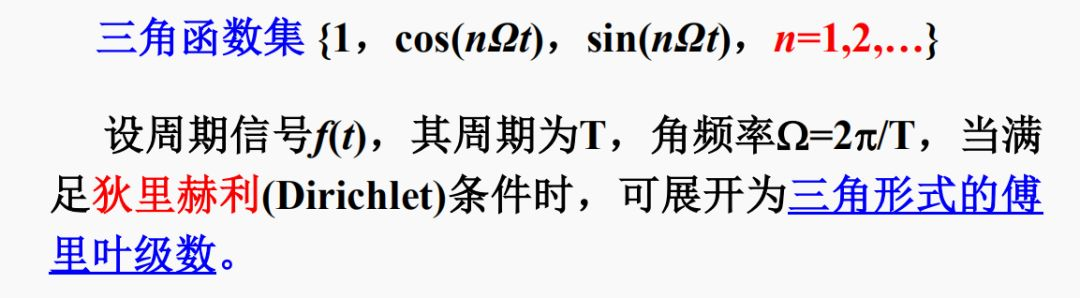 三角函数集 {1，cos(nΩt)，sin(nΩt)，n=1,2,…}
设周期信号f(t)，其周期为T，角频率Ω=2π/T，当满
足狄里赫利(Dirichlet)条件时，可展开为三角形式的傅
里叶级数。